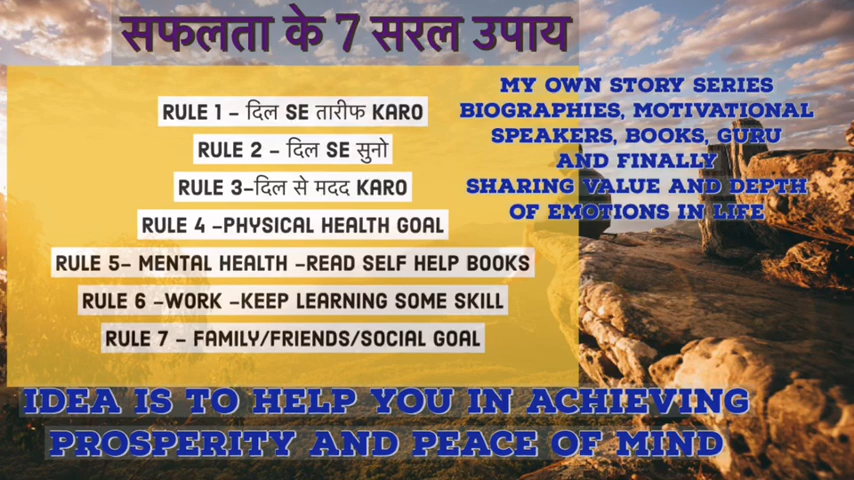 सफलता के 7 सरल उपाय
RULE 1 - दिल SE तारीफ KARO
RULE 2 - दिल SE सुनो
RULE 3-दिल से मदद KARO
RULE 4 -PHYSICAL HEALTH GOAL
RULE 5- MENTAL HEALTH -READ SELF HELP BOOKS
RULE 6 -WORK -KEEP LEARNING SOME SKILL
RULE 7 - FAMILY/FRIENDS/SOCIAL GOAL
MY OWN STORY SERIES
BIOGRAPHIES, MOTIVATIONAL
SPEAKERS, BOOKS, GURU
AND FINALLY
SHARING VALUE AND DEPTH
OF EMOTIONS IN LIFE
IDEA IS TO HELP YOU IN ACHIEVING
PROSPERITY AND PEACE OF MIND